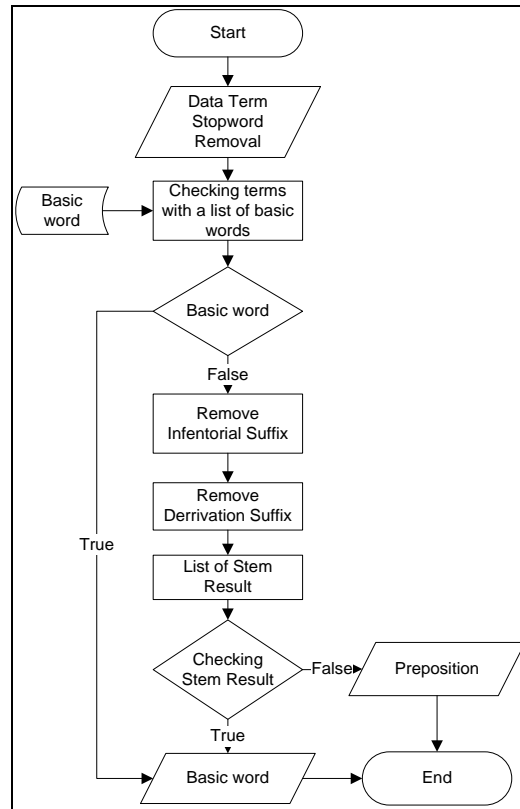 Start
Data Term
Stopword
Removal
Basic
word
Checking terms
with a list of basic
words
Basic word
False
Remove
Infentorial Suffix
Remove
Derrivation Suffix
True
List of Stem
Result
Checking
Stem Result
False
Preposition
True
Basic word
End